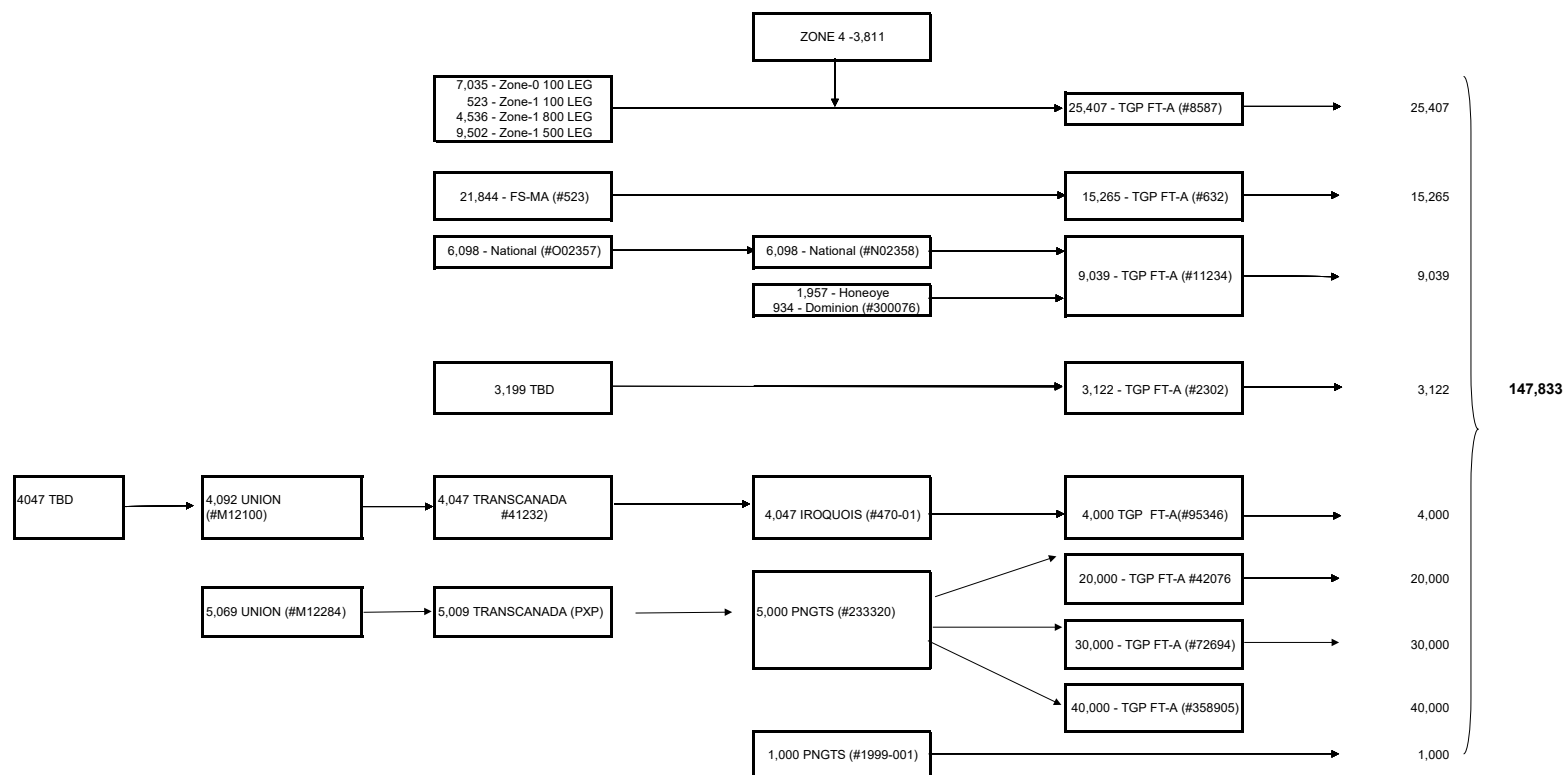 ZONE 4 -3,811
7,035 - Zone-0 100 LEG
523 - Zone-1 100 LEG
4,536 - Zone-1 800 LEG
9,502 - Zone-1 500 LEG
25,407 - TGP FT-A (#8587)
25,407
21,844 - FS-MA (#523)
15,265 - TGP FT-A (#632)
15,265
6,098 - National (#O02357)
6,098 - National (#N02358)
1,957 - Honeoye
934 - Dominion (#300076)
9,039 - TGP FT-A (#11234)
9,039
3,199 TBD
3,122 - TGP FT-A (#2302)
3,122
147,833
4047 TBD
4,092 UNION
(#M12100)
4,047 TRANSCANADA
#41232)
4,047 IROQUOIS (#470-01)
4,000 TGP FT-A(#95346)
4,000
20,000 - TGP FT-A #42076
20,000
5,069 UNION (#M12284)
5,009 TRANSCANADA (PXP)
5,000 PNGTS (#233320)
30,000 - TGP FT-A (#72694)
30,000
40,000 - TGP FT-A (#358905)
40,000
1,000 PNGTS (#1999-001)
1,000